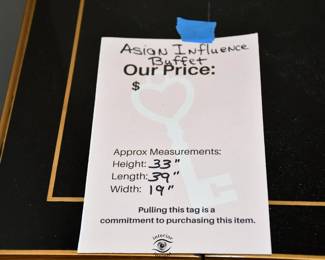 Asian Influence
Buffet
Our Price:
$
Approx Measurements:
Height: 33"
Length: 39"
Width: 19"
Pulling this tag is a
commitment to purchasing this item.